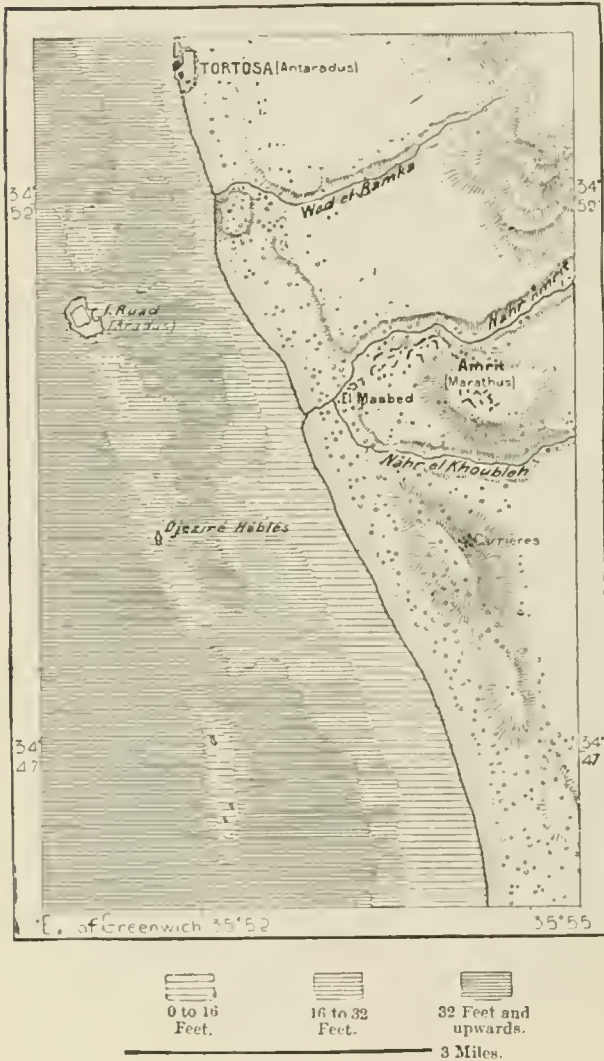 TORTOSA (Antaradus)
34°
52'
34°
52'
Wad el Bamka
I. Ruad
(Aradus)
Nahr Amrit
Amrit
(Marathus)
El Maabed
Nahr el Khoubleh
Djeziré Hablès
Carrières
34°
47
34°
47
E. of Greenwich 35°52
35°55
0 to 16
Feet.
16 to 32
Feet.
32 Feet and
upwards.
3 Miles.